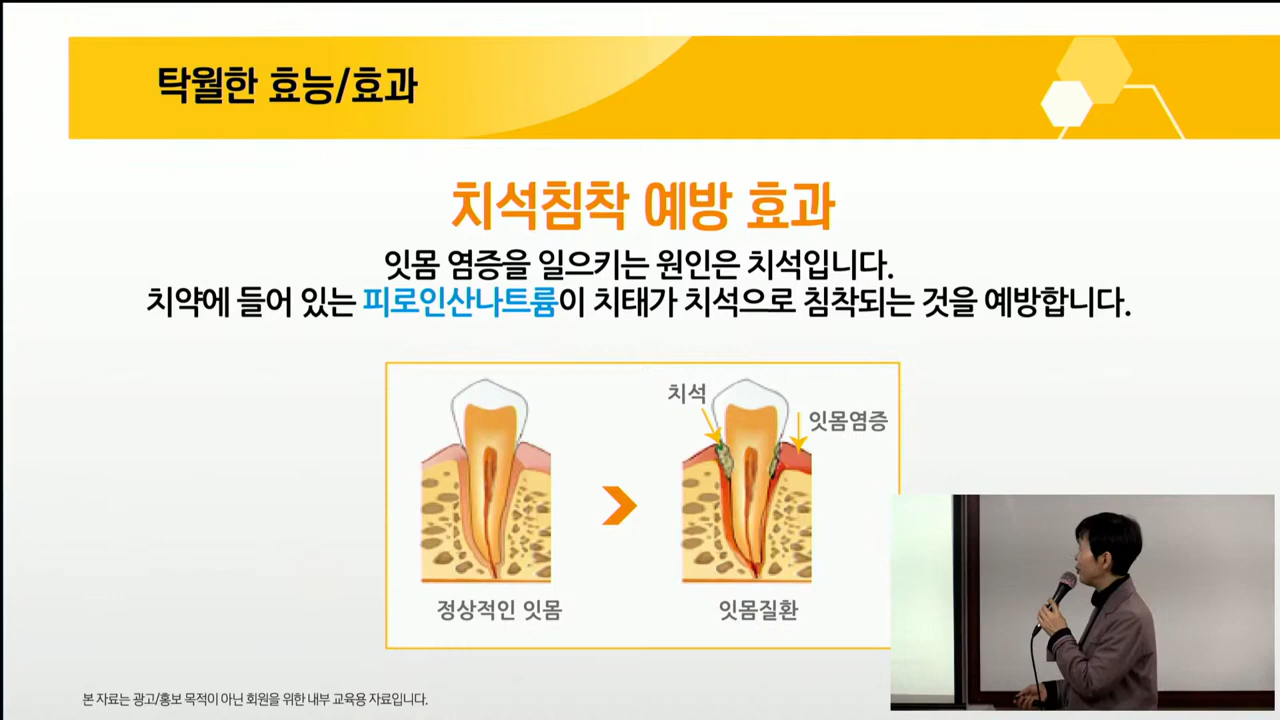 탁월한 효능/효과
치석침착 예방 효과
잇몸 염증을 일으키는 원인은 치석입니다.
치약에 들어 있는 피로인산나트륨이 치태가 치석으로 침착되는 것을 예방합니다.
치석
잇몸염증
정상적인 잇몸
잇몸질환
본 자료는 광고/홍보 목적이 아닌 회원을 위한 내부 교육용 자료입니다.